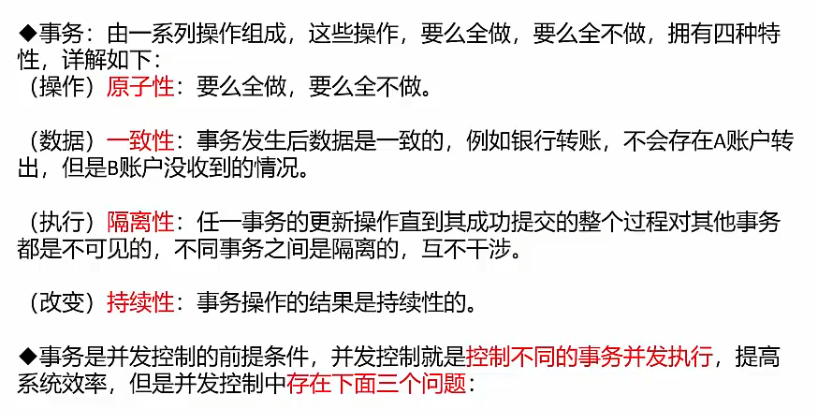 ◆事务：由一系列操作组成，这些操作，要么全做，要么全不做，拥有四种特
性，详解如下：
（操作）原子性：要么全做，要么全不做。
（数据）一致性：事务发生后数据是一致的，例如银行转账，不会存在A账户转
出，但是B账户没收到的情况。
（执行）隔离性：任一事务的更新操作直到其成功提交的整个过程对其他事务
都是不可见的，不同事务之间是隔离的，互不干涉。
（改变）持续性：事务操作的结果是持续性的。
◆事务是并发控制的前提条件，并发控制就是控制不同的事务并发执行，提高
系统效率，但是并发控制中存在下面三个问题：